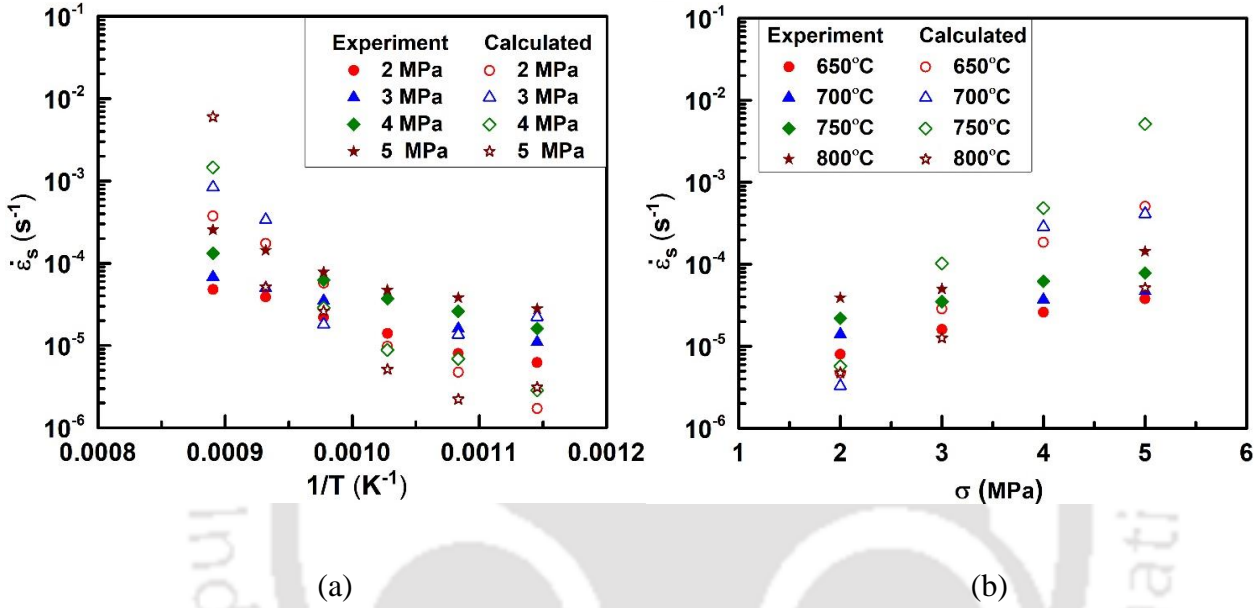 10⁻¹
10⁻²
10⁻³
10⁻⁴
10⁻⁵
10⁻⁶
ε̇ₛ (s⁻¹)
Experiment Calculated
2 MPa 2 MPa
3 MPa 3 MPa
4 MPa 4 MPa
5 MPa 5 MPa
0.0008 0.0009 0.0010 0.0011 0.0012
1/T (K⁻¹)
(a)
10⁻¹
10⁻²
10⁻³
10⁻⁴
10⁻⁵
10⁻⁶
ε̇ₛ (s⁻¹)
Experiment Calculated
650°C 650°C
700°C 700°C
750°C 750°C
800°C 800°C
1 2 3 4 5 6
σ (MPa)
(b)
ati